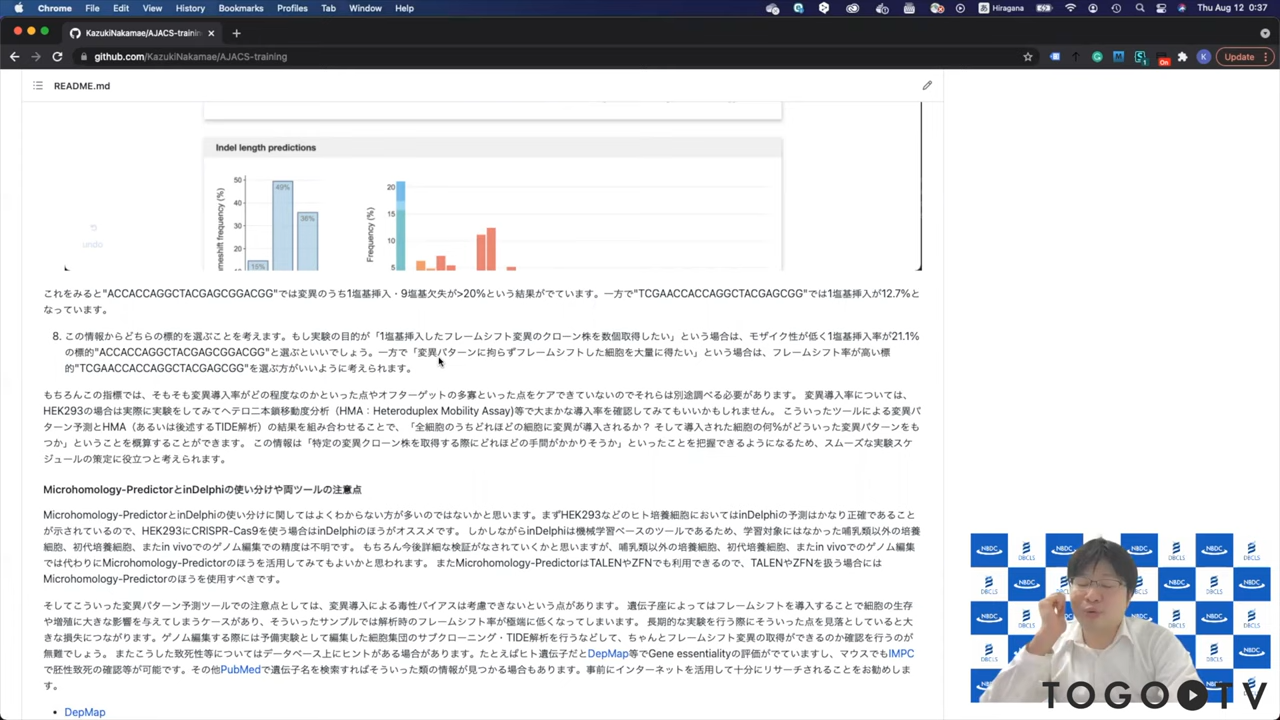 Chrome File Edit View History Bookmarks Profiles Tab Window Help Hiragana Thu Aug 12 0:37
KazukiNakamae/AJACS-trainin
github.com/KazukiNakamae/AJACS-training On K Update
README.md
Indel length predictions
50
49%
40
36%
30
20
15%
meshift frequency (%)
20
15
10
5
Frequency (%)
undo
これをみると"ACCACCAGGCTACGAGCGGACGG"では変異のうち1塩基挿入・9塩基欠失が>20%という結果がでています。一方で"TCGAACCACCAGGCTACGAGCGG"では1塩基挿入が12.7%と
なっています。
8. この情報からどちらの標的を選ぶことを考えます。もし実験の目的が「1塩基挿入したフレームシフト変異のクローン株を数個取得したい」という場合は、モザイク性が低く1塩基挿入率が21.1%
の標的"ACCACCAGGCTACGAGCGGACGG"と選ぶといいでしょう。一方で「変異パターンに拘らずフレームシフトした細胞を大量に得たい」という場合は、フレームシフト率が高い標
的"TCGAACCACCAGGCTACGAGCGG"を選ぶ方がいいように考えられます。
もちろんこの指標では、そもそも変異導入率がどの程度なのかといった点やオフターゲットの多寡といった点をケアできていないのでそれらは別途調べる必要があります。 変異導入率については、
HEK293の場合は実際に実験をしてみてヘテロ二本鎖移動度分析（HMA：Heteroduplex Mobility Assay)等で大まかな導入率を確認してみてもいいかもしれません。 こういったツールによる変異パ
ターン予測とHMA（あるいは後述するTIDE解析）の結果を組み合わせることで、「全細胞のうちどれほどの細胞に変異が導入されるか？ そして導入された細胞の何%がどういった変異パターンをも
つか」ということを概算することができます。 この情報は「特定の変異クローン株を取得する際にどれほどの手間がかかりそうか」といったことを把握できるようになるため、スムーズな実験スケ
ジュールの策定に役立つと考えられます。
Microhomology-PredictorとinDelphiの使い分けや両ツールの注意点
Microhomology-PredictorとinDelphiの使い分けに関してはよくわからない方が多いのではないかと思います。まずHEK293などのヒト培養細胞においてはinDelphiの予測はかなり正確であること
が示されているので、HEK293にCRISPR-Cas9を使う場合はinDelphiのほうがオススメです。 しかしながらinDelphiは機械学習ベースのツールであるため、学習対象にはなかった哺乳類以外の培養
細胞、初代培養細胞、またin vivoでのゲノム編集での精度は不明です。 もちろん今後詳細な検証がなされていくかと思いますが、哺乳類以外の培養細胞、初代培養細胞、またin vivoでのゲノム編集
では代わりにMicrohomology-Predictorのほうを活用してみてもよいかと思われます。 またMicrohomology-PredictorはTALENやZFNでも利用できるので、TALENやZFNを扱う場合には
Microhomology-Predictorのほうを使用すべきです。
そしてこういった変異パターン予測ツールでの注意点としては、変異導入による毒性バイアスは考慮できないという点があります。 遺伝子座によってはフレームシフトを導入することで細胞の生存
や増殖に大きな影響を与えてしまうケースがあり、そういったサンプルでは解析時のフレームシフト率が極端に低くなってしまいます。 長期的な実験を行う際にそういった点を見落としていると大
きな損失につながります。ゲノム編集する際には予備実験として編集した細胞集団のサブクローニング・TIDE解析を行うなどして、ちゃんとフレームシフト変異の取得ができるのか確認を行うのが
無難でしょう。 またこうした致死性等についてはデータベース上にヒントがある場合があります。たとえばヒト遺伝子だとDepMap等でGene essentialityの評価がでていますし、マウスでもIMPC
で胚性致死の確認等が可能です。その他PubMedで遺伝子名を検索すればそういった類の情報が見つかる場合もあります。事前にインターネットを活用して十分にリサーチされることをお勧めしま
す。
DepMap
NBDC
DBCLS
TOGO TV